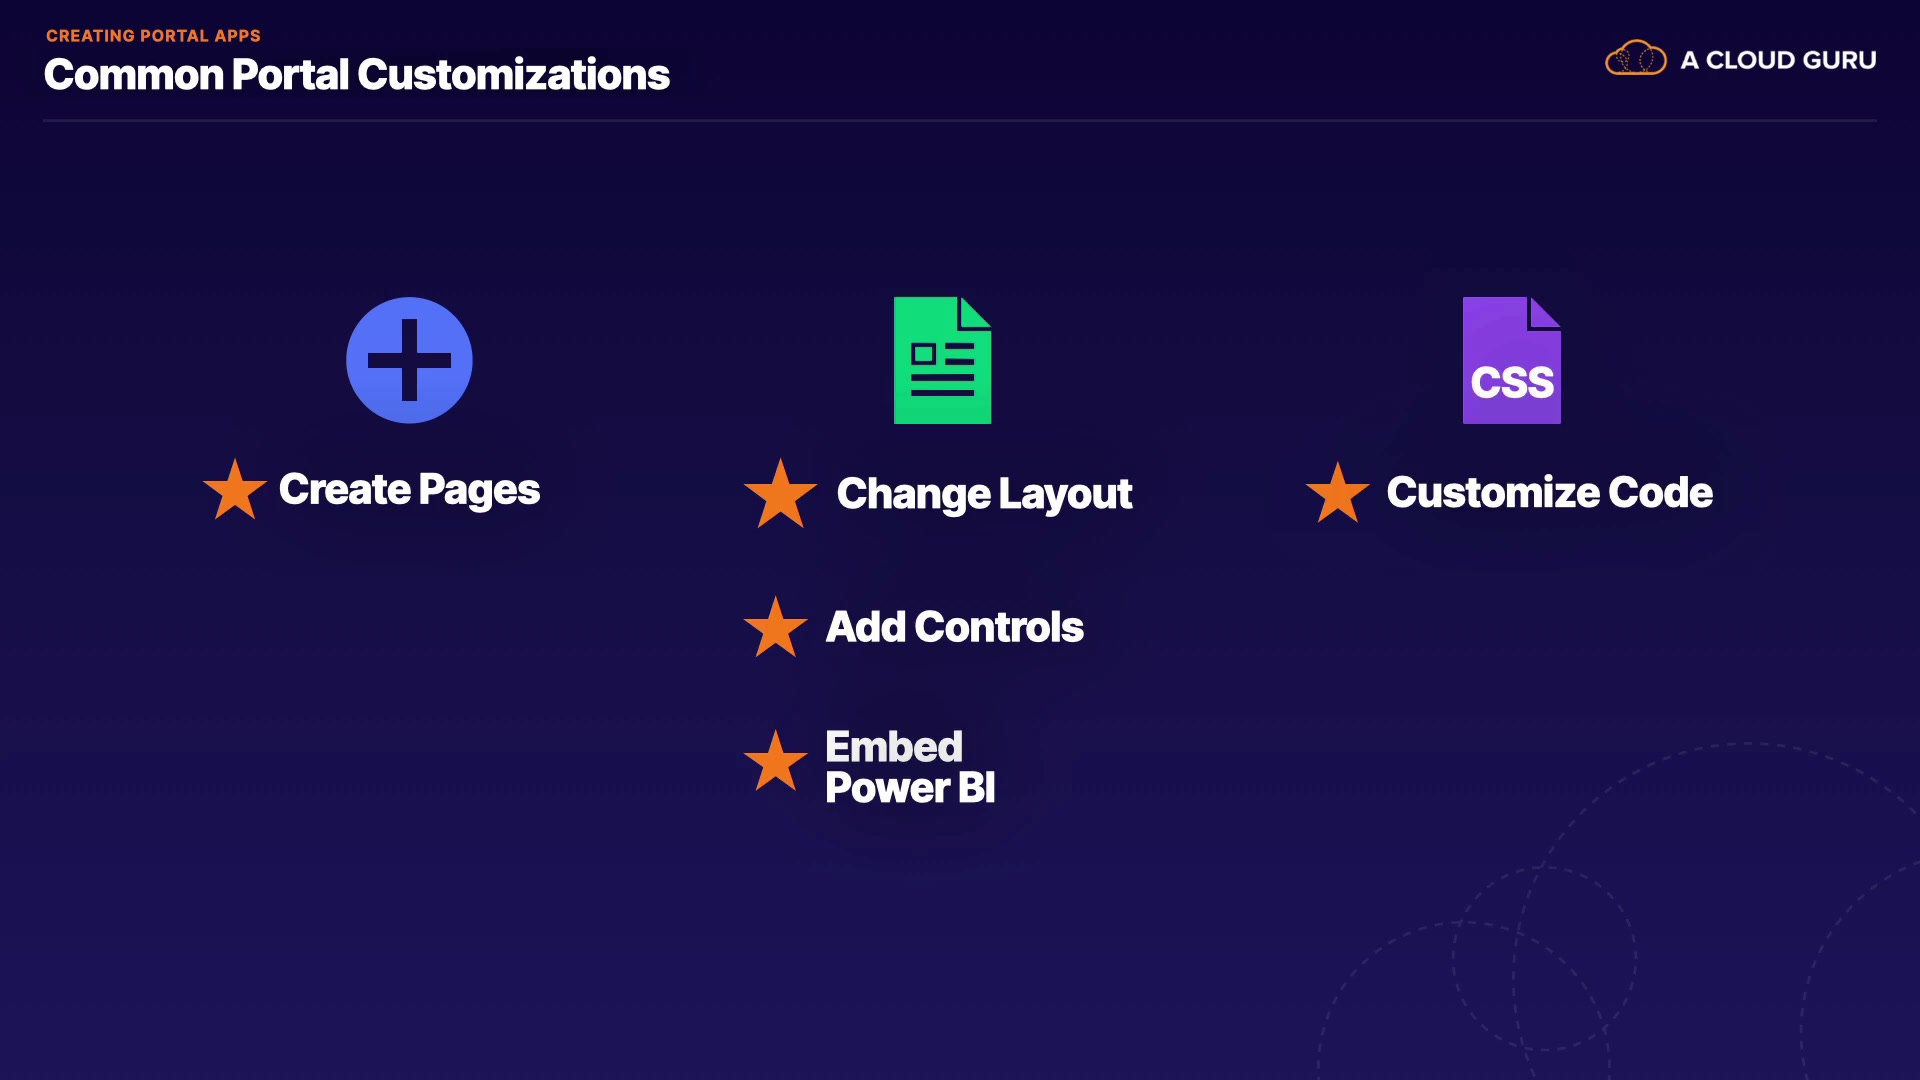 CREATING PORTAL APPS
Common Portal Customizations
A CLOUD GURU
Create Pages
Change Layout
Add Controls
Embed
Power BI
CSS
Customize Code